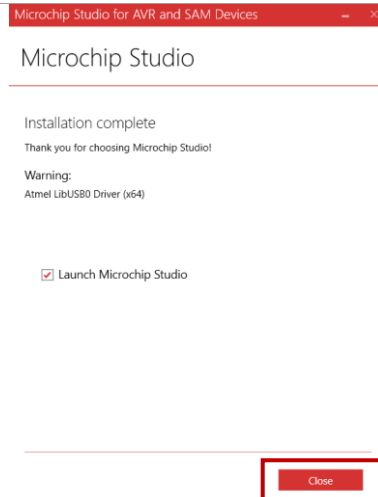 Microchip Studio for AVR and SAM Devices
Microchip Studio
Installation complete
Thank you for choosing Microchip Studio!
Warning:
Atmel LibUSB0 Driver (x64)
Launch Microchip Studio
Close